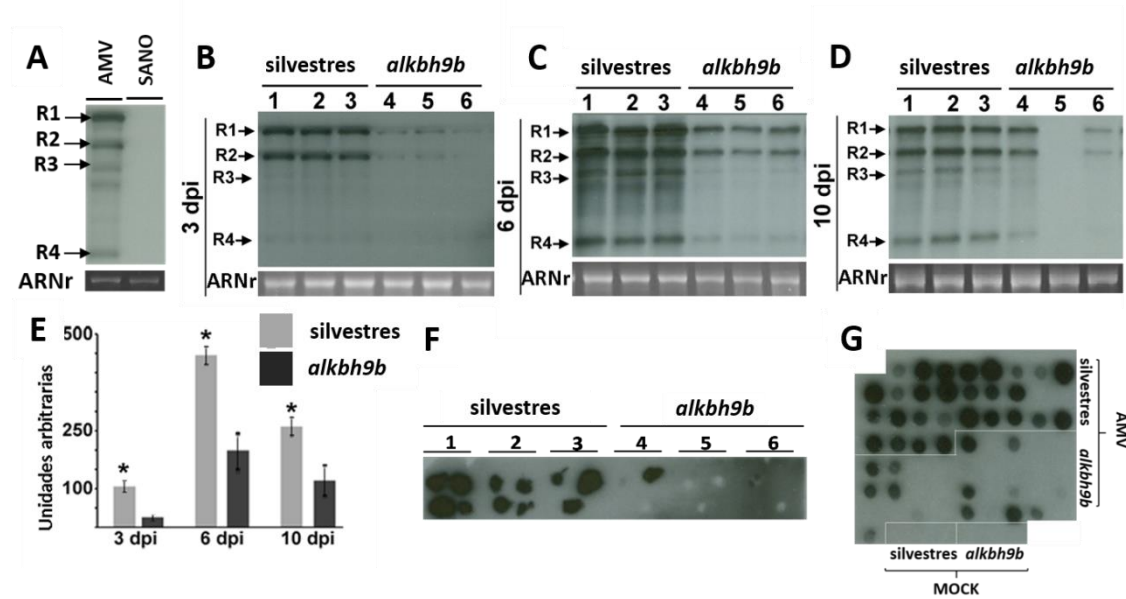 A
AMV
SANO
R1
R2
R3
R4
ARNr
B
silvestres alkbh9b
1 2 3 4 5 6
3 dpi
R1
R2
R3
R4
ARNr
C
silvestres alkbh9b
1 2 3 4 5 6
6 dpi
R1
R2
R3
R4
ARNr
D
silvestres alkbh9b
1 2 3 4 5 6
10 dpi
R1
R2
R3
R4
ARNr
E
Unidades arbitrarias
500
250
100
* * *
3 dpi 6 dpi 10 dpi
silvestres
alkbh9b
F
silvestres alkbh9b
1 2 3 4 5 6
G
silvestres
alkbh9b
AMV
silvestres alkbh9b
MOCK